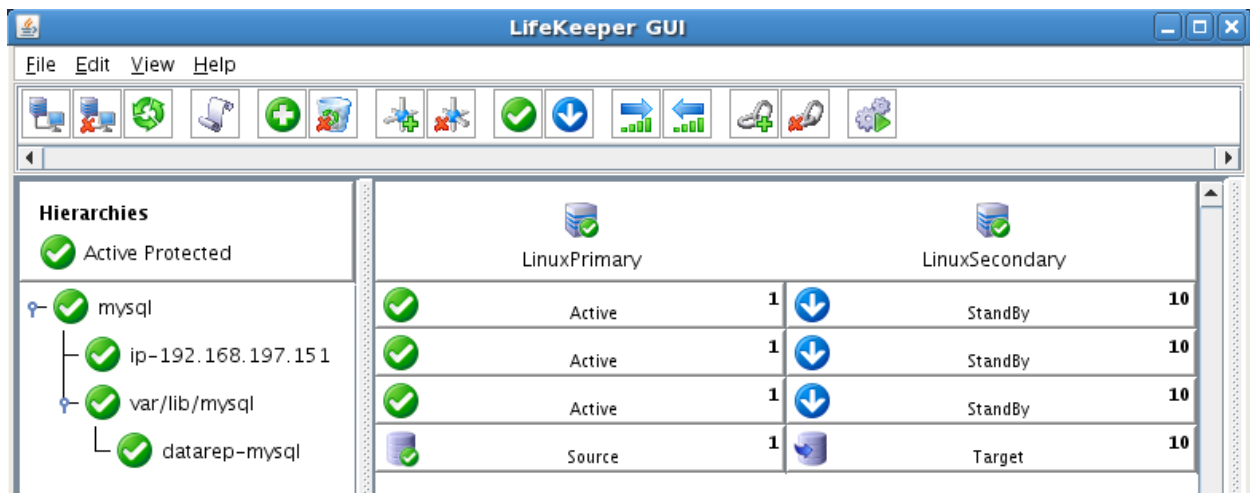 LifeKeeper GUI
File Edit View Help
Hierarchies
Active Protected
LinuxPrimary LinuxSecondary
mysql Active 1 StandBy 10
ip-192.168.197.151 Active 1 StandBy 10
var/lib/mysql Active 1 StandBy 10
datarep-mysql Source 1 Target 10